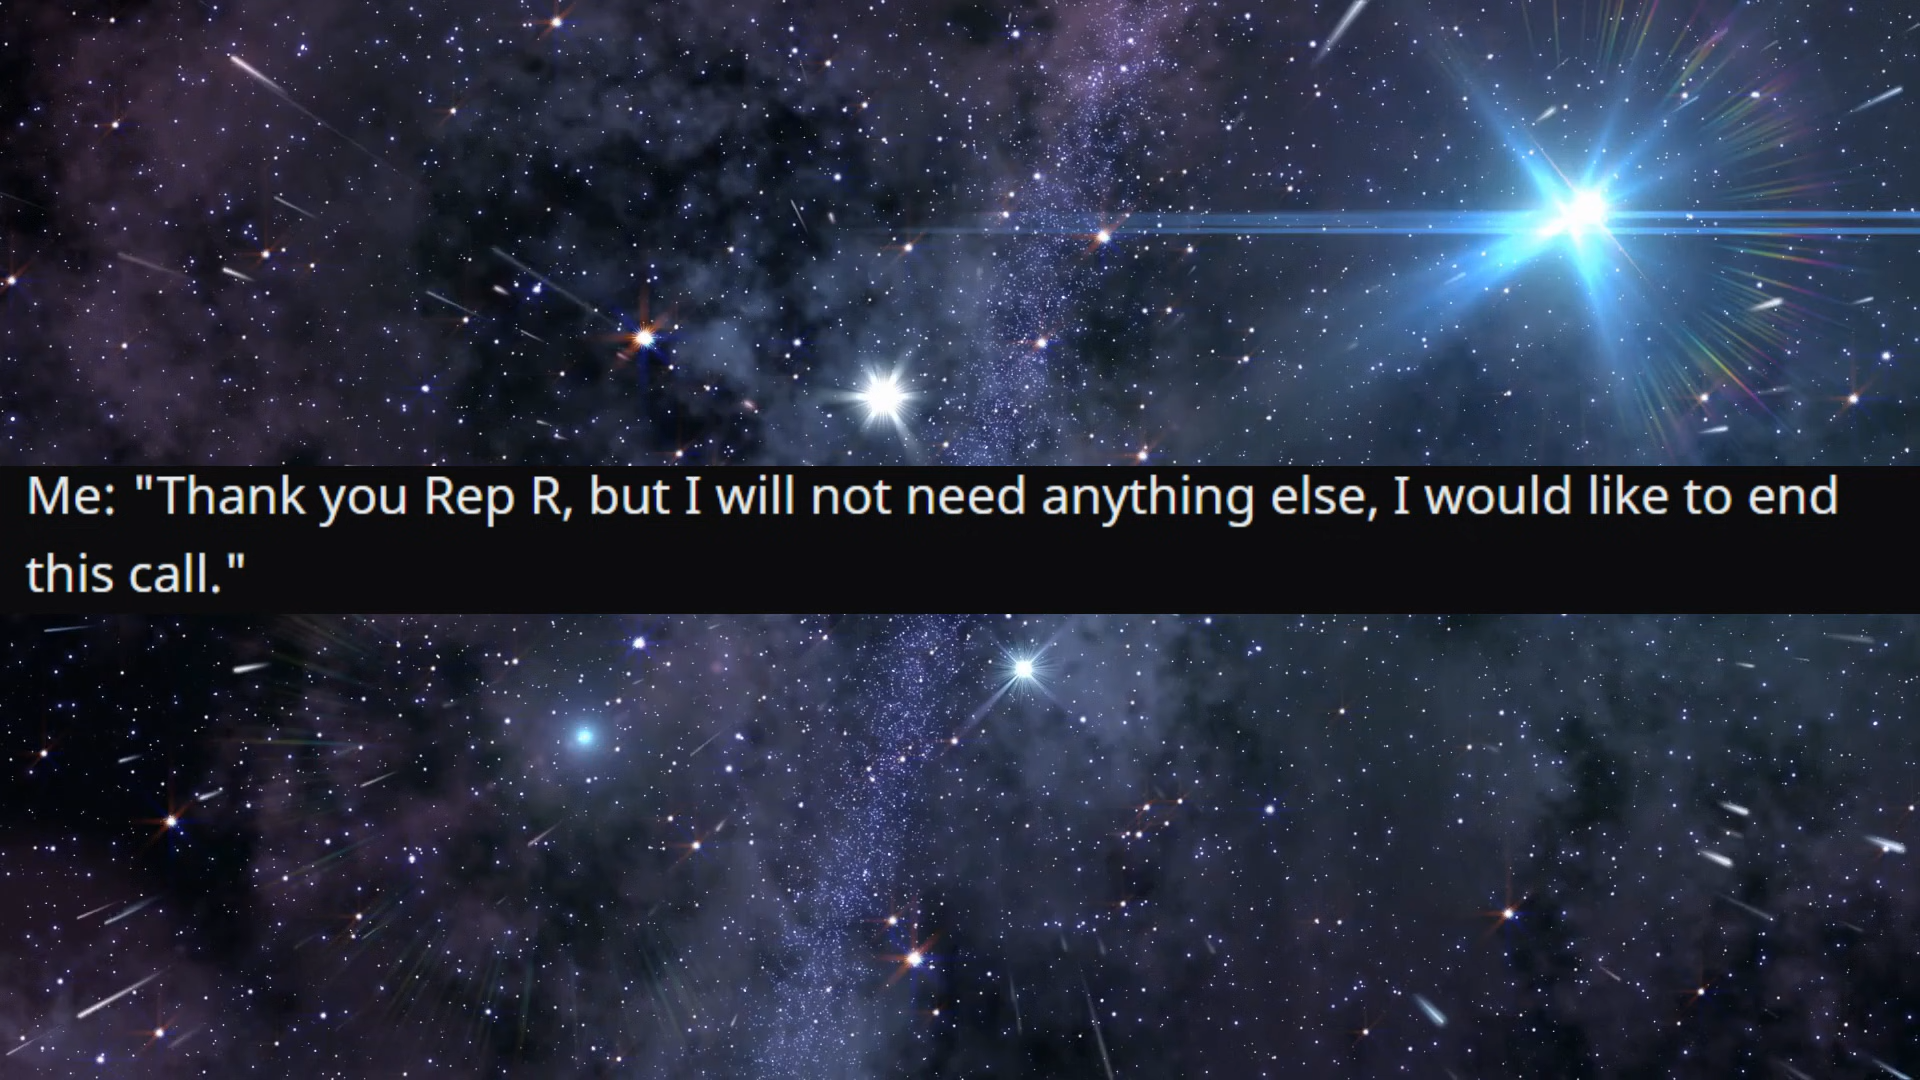 Me: "Thank you Rep R, but I will not need anything else, I would like to end
this call."